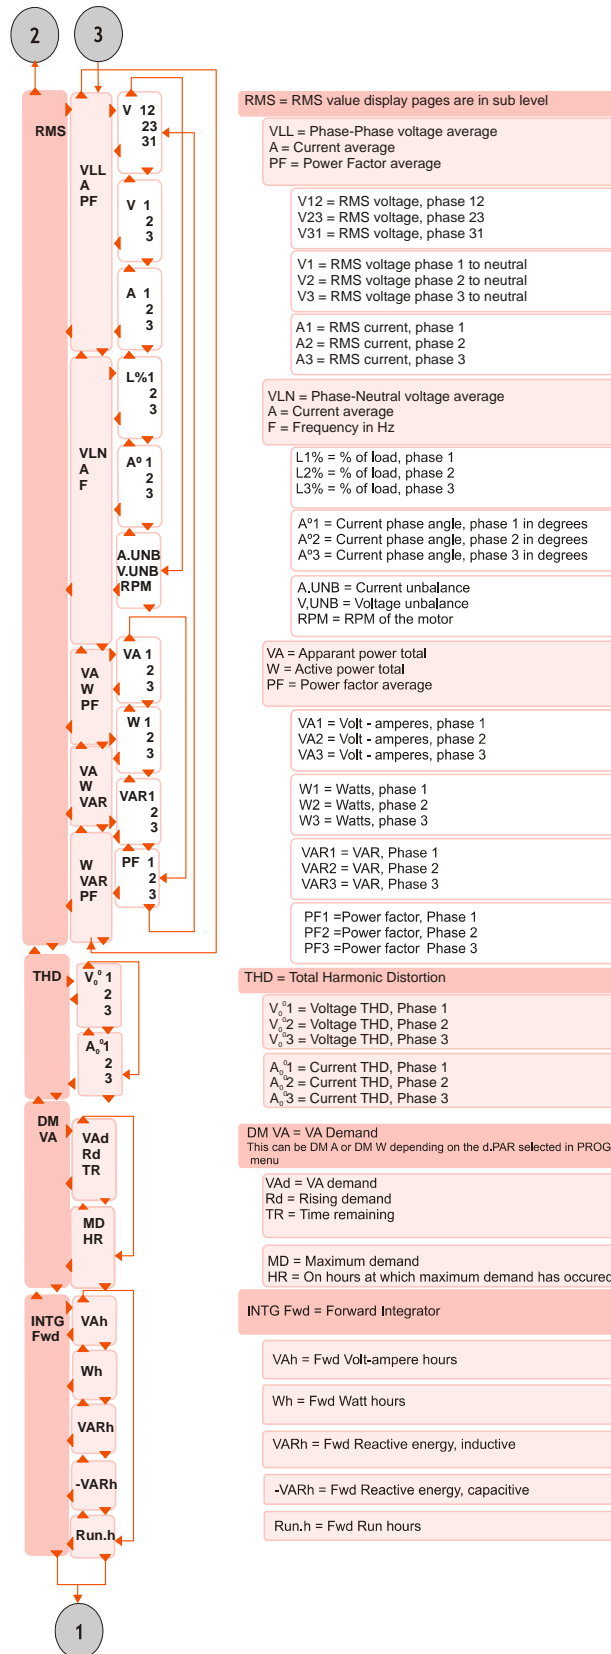 2
3
RMS
VLL
A
PF
V 12
23
31
V 1
2
3
A 1
2
3
VLN
A
F
L%1
2
3
Aº 1
2
3
A.UNB
V.UNB
RPM
VA
W
PF
VA 1
2
3
W 1
2
3
VA
W
VAR
VAR1
2
3
W
VAR
PF
PF 1
2
3
THD
V₀⁰ 1
2
3
A₀⁰1
2
3
DM
VA
VAd
Rd
TR
MD
HR
INTG
Fwd
VAh
Wh
VARh
-VARh
Run.h
1
RMS = RMS value display pages are in sub level
VLL = Phase-Phase voltage average
A = Current average
PF = Power Factor average
V12 = RMS voltage, phase 12
V23 = RMS voltage, phase 23
V31 = RMS voltage, phase 31
V1 = RMS voltage phase 1 to neutral
V2 = RMS voltage phase 2 to neutral
V3 = RMS voltage phase 3 to neutral
A1 = RMS current, phase 1
A2 = RMS current, phase 2
A3 = RMS current, phase 3
VLN = Phase-Neutral voltage average
A = Current average
F = Frequency in Hz
L1% = % of load, phase 1
L2% = % of load, phase 2
L3% = % of load, phase 3
Aº1 = Current phase angle, phase 1 in degrees
Aº2 = Current phase angle, phase 2 in degrees
Aº3 = Current phase angle, phase 3 in degrees
A.UNB = Current unbalance
V,UNB = Voltage unbalance
RPM = RPM of the motor
VA = Apparant power total
W = Active power total
PF = Power factor average
VA1 = Volt - amperes, phase 1
VA2 = Volt - amperes, phase 2
VA3 = Volt - amperes, phase 3
W1 = Watts, phase 1
W2 = Watts, phase 2
W3 = Watts, phase 3
VAR1 = VAR, Phase 1
VAR2 = VAR, Phase 2
VAR3 = VAR, Phase 3
PF1 =Power factor, Phase 1
PF2 =Power factor, Phase 2
PF3 =Power factor Phase 3
THD = Total Harmonic Distortion
V₀⁰1 = Voltage THD, Phase 1
V₀⁰2 = Voltage THD, Phase 2
V₀⁰3 = Voltage THD, Phase 3
A₀⁰1 = Current THD, Phase 1
A₀⁰2 = Current THD, Phase 2
A₀⁰3 = Current THD, Phase 3
DM VA = VA Demand
This can be DM A or DM W depending on the d.PAR selected in PROG
menu
VAd = VA demand
Rd = Rising demand
TR = Time remaining
MD = Maximum demand
HR = On hours at which maximum demand has occured
INTG Fwd = Forward Integrator
VAh = Fwd Volt-ampere hours
Wh = Fwd Watt hours
VARh = Fwd Reactive energy, inductive
-VARh = Fwd Reactive energy, capacitive
Run.h = Fwd Run hours